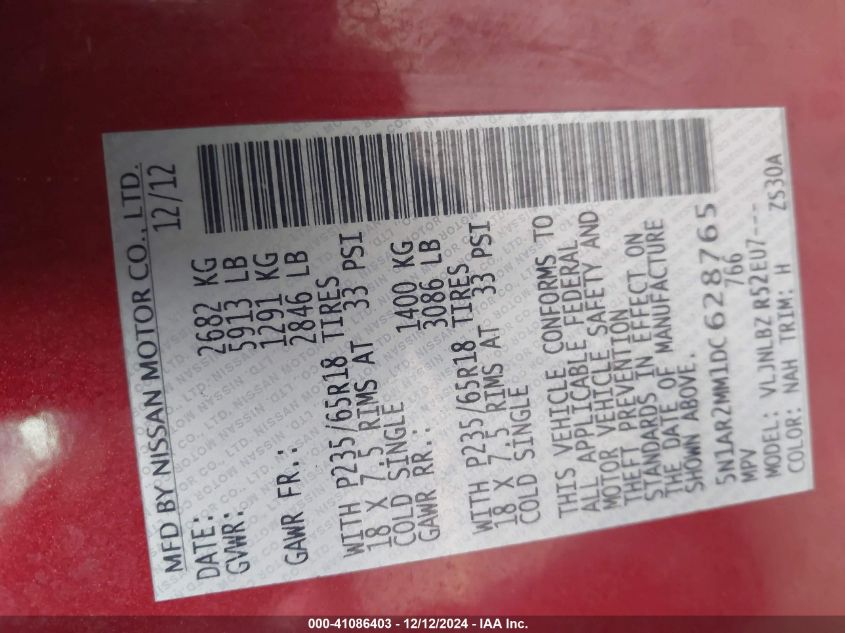 MFD BY NISSAN MOTOR CO., LTD.
DATE: 12/12
GVWR: 2682 KG
5913 LB
GAWR FR.: 1291 KG
2846 LB
WITH P235/65R18 TIRES
18 X 7.5 RIMS AT 33 PSI
COLD SINGLE
GAWR RR.: 1400 KG
3086 LB
WITH P235/65R18 TIRES
18 X 7.5 RIMS AT 33 PSI
COLD SINGLE
THIS VEHICLE CONFORMS TO
ALL APPLICABLE FEDERAL
MOTOR VEHICLE SAFETY AND
THEFT PREVENTION
STANDARDS IN EFFECT ON
THE DATE OF MANUFACTURE
SHOWN ABOVE.
5N1AR2MM1DC628765
MPV 766
MODEL: VLJNLBZ R52EU7---
COLOR: NAH TRIM: H ZS30A
000-41086403 - 12/12/2024 - IAA Inc.